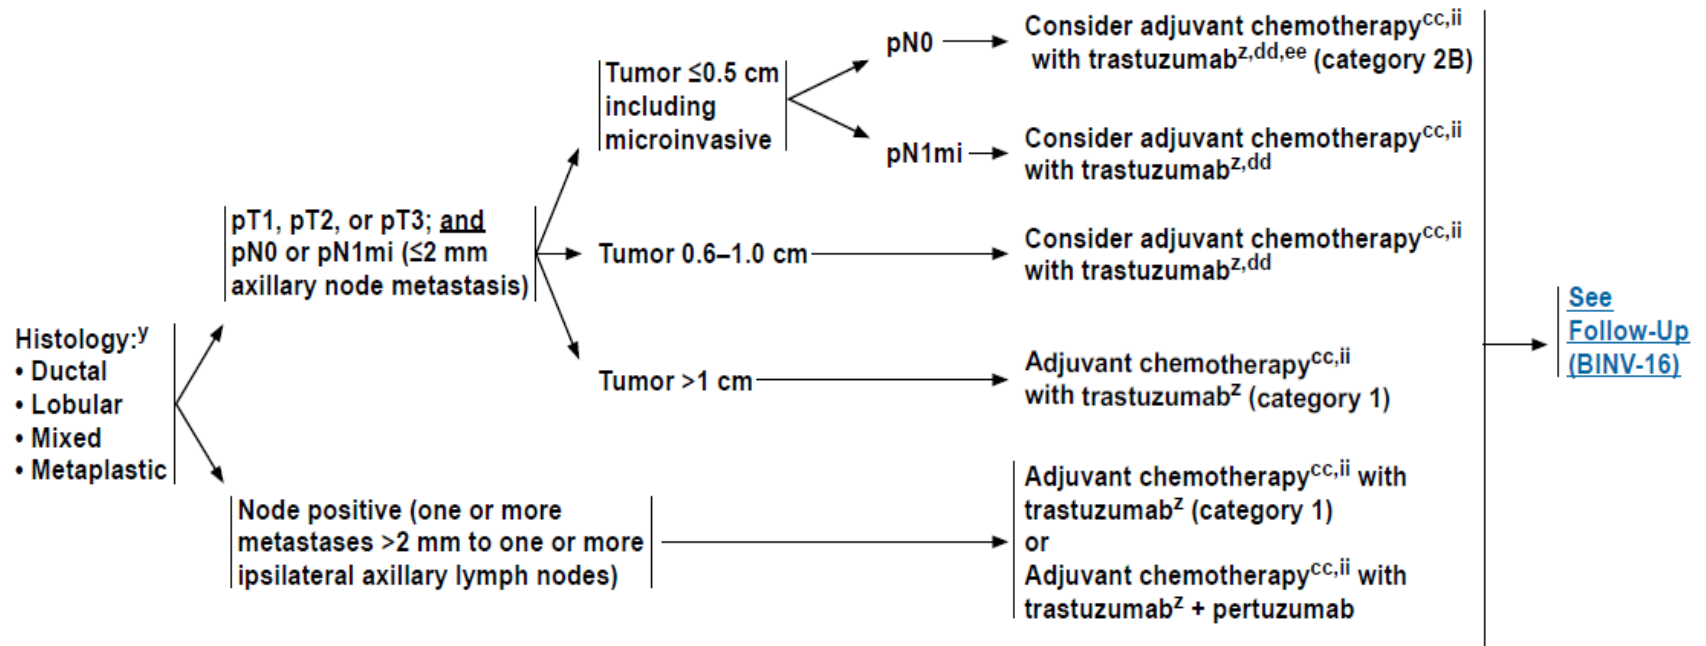 Histology:y
• Ductal
• Lobular
• Mixed
• Metaplastic
pT1, pT2, or pT3; and
pN0 or pN1mi (≤2 mm
axillary node metastasis)
Node positive (one or more
metastases >2 mm to one or more
ipsilateral axillary lymph nodes)
Tumor ≤0.5 cm
including
microinvasive
Tumor 0.6–1.0 cm
Tumor >1 cm
pN0
pN1mi
Consider adjuvant chemotherapycc,ii
with trastuzumabz,dd,ee (category 2B)
Consider adjuvant chemotherapycc,ii
with trastuzumabz,dd
Consider adjuvant chemotherapycc,ii
with trastuzumabz,dd
Adjuvant chemotherapycc,ii
with trastuzumabz (category 1)
Adjuvant chemotherapycc,ii with
trastuzumabz (category 1)
or
Adjuvant chemotherapycc,ii with
trastuzumabz + pertuzumab
See
Follow-Up
(BINV-16)